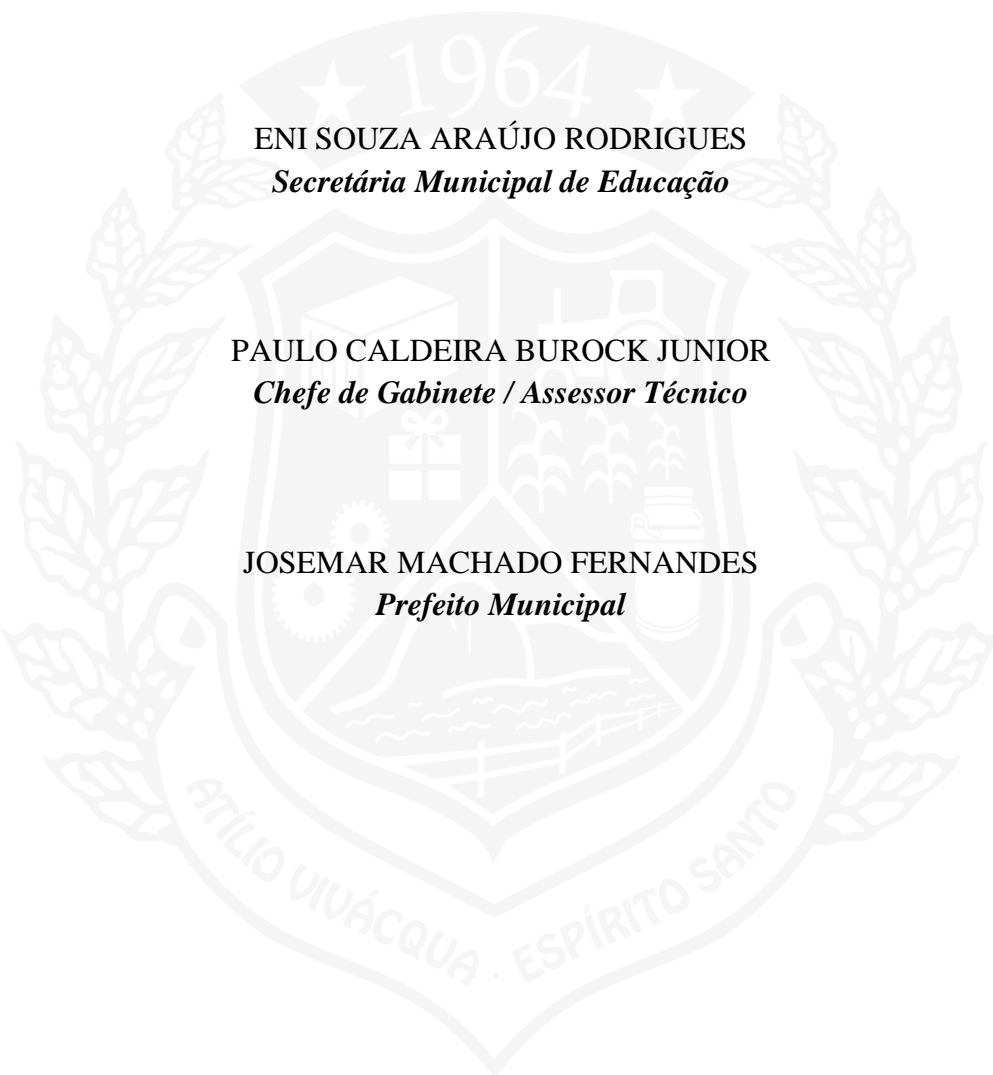 1964
ENI SOUZA ARAÚJO RODRIGUES
Secretária Municipal de Educação
PAULO CALDEIRA BUROCK JUNIOR
Chefe de Gabinete / Assessor Técnico
JOSEMAR MACHADO FERNANDES
Prefeito Municipal
ATÍLIO VIVÁCQUA . ESPÍRITO SANTO